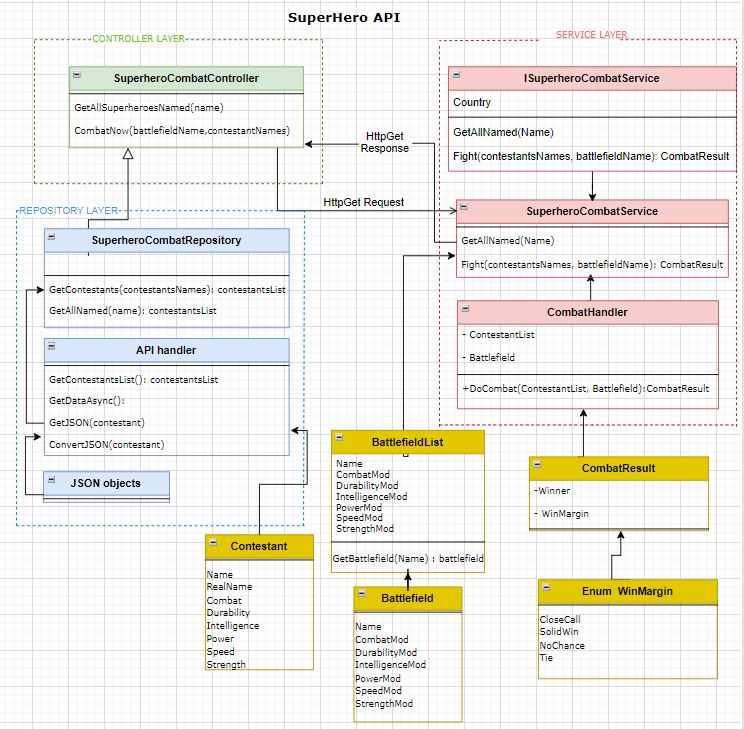 SuperHero API
CONTROLLER LAYER
SuperheroCombatController
GetAllSuperheroesNamed(name)
CombatNow(battlefieldName,contestantNames)
SERVICE LAYER
ISuperheroCombatService
Country
GetAllNamed(Name)
Fight(contestantsNames, battlefieldName): CombatResult
HttpGet
Response
HttpGet Request
SuperheroCombatService
GetAllNamed(Name)
Fight(contestantsNames, battlefieldName): CombatResult
CombatHandler
- ContestantList
- Battlefield
+DoCombat(ContestantList, Battlefield):CombatResult
REPOSITORY LAYER
SuperheroCombatRepository
GetContestants(contestantsNames): contestantsList
GetAllNamed(name): contestantsList
API handler
GetContestantsList(): contestantsList
GetDataAsync():
GetJSON(contestant)
ConvertJSON(contestant)
JSON objects
Contestant
Name
RealName
Combat
Durability
Intelligence
Power
Speed
Strength
BattlefieldList
Name
CombatMod
DurabilityMod
IntelligenceMod
PowerMod
SpeedMod
StrengthMod
GetBattlefield(Name) : battlefield
Battlefield
Name
CombatMod
DurabilityMod
IntelligenceMod
PowerMod
SpeedMod
StrengthMod
CombatResult
-Winner
- WinMargin
Enum WinMargin
CloseCall
SolidWin
NoChance
Tie